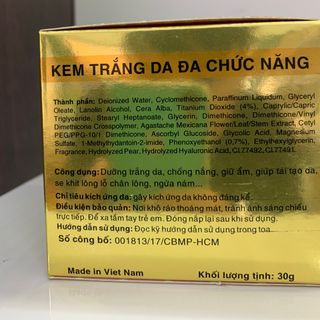 KEM TRẮNG DA ĐA CHỨC NĂNG
Thành phần: Deionized Water, Cyclomethicone, Paraffinum Liquidum, Glyceryl
Oleate, Lanolin Alcohol, Cera Alba, Titanium Dioxide (4%), Caprylic/Capric
Triglyceride, Stearyl Heptanoate, Glycerin, Dimethicone, Dimethicone/Vinyl
Dimethicone Crosspolymer, Agastache Mexicana Flower/Leaf/Stem Extract, Cetyl
PEG/PPG-10/1 Dimethicone, Ascorbyl Glucoside, Glycolic Acid, Magnesium
Sulfate, 1-Methylhydantoin-2-imide, Phenoxyethanol (0,7%), Ethylhexylglycerin,
Fragrance, Hydrolyzed Pearl, Hydrolyzed Hyaluronic Acid, CL77492, CL77491.
Công dụng: Dưỡng trắng da, chống nắng, giữ ẩm, giúp tái tạo da,
se khít lông lỗ chân lông, ngừa nám...
Chỉ tiêu kích ứng da: gây kích ứng da không đáng kể.
Điều kiện bảo quản: Nơi khô ráo thoáng mát, tránh ánh sáng chiếu
trực tiếp. Để xa tầm tay trẻ em. Đóng nắp lại sau khi sử dụng.
Hướng dẫn sử dụng: Đọc kỹ hướng dẫn sử dụng trong toa.
Số công bố: 001813/17/CBMP-HCM
Made in Viet Nam
Khối lượng tịnh: 30g